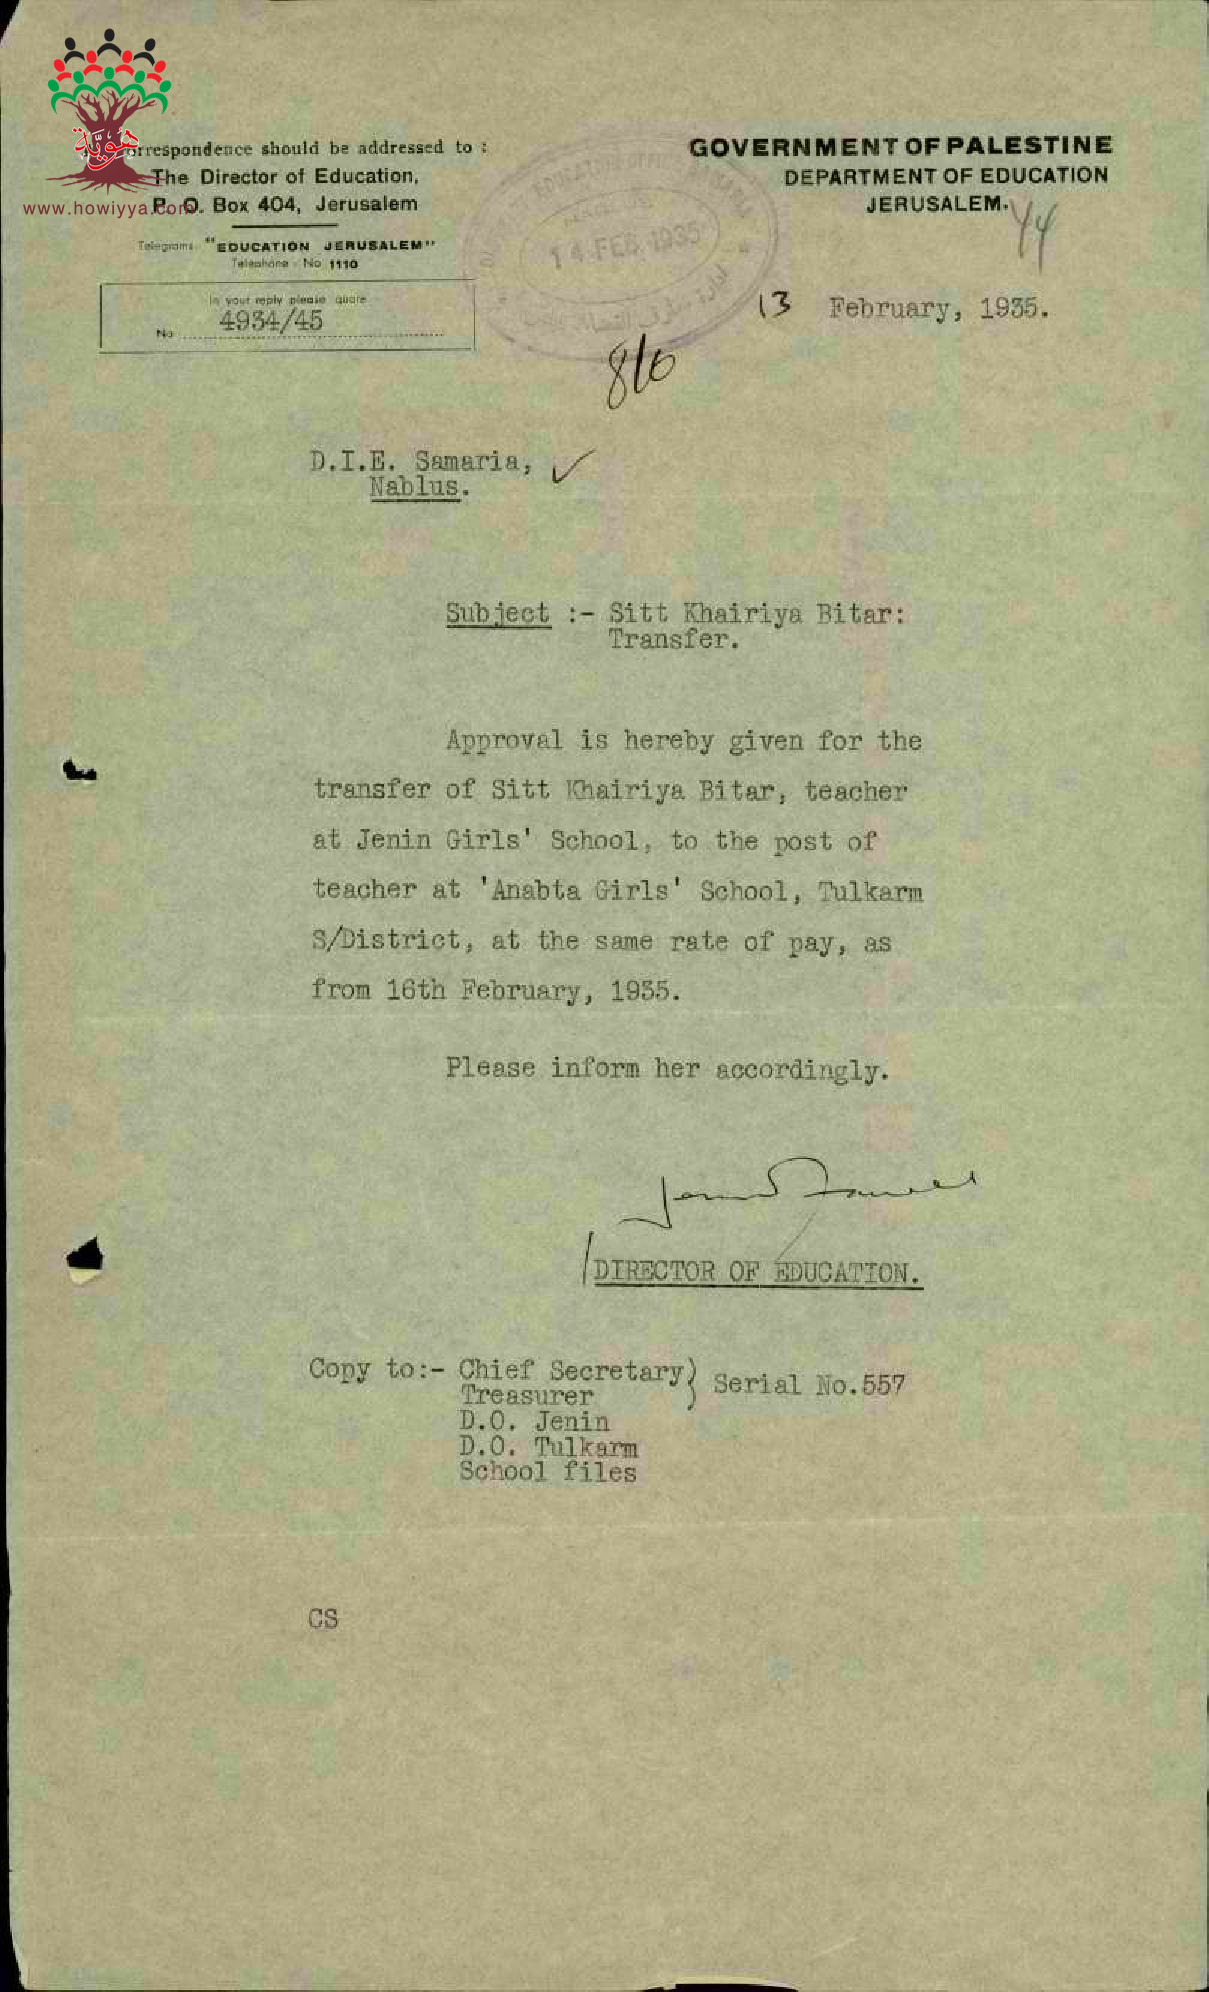 هوية
www.howiyya.com
orrespondence should be addressed to :
The Director of Education,
P. O. Box 404, Jerusalem
Telegrams "EDUCATION JERUSALEM"
Telephone - No 1110
In your reply please quote
No 4934/45
GOVERNMENT OF PALESTINE
DEPARTMENT OF EDUCATION
JERUSALEM.
44
14 FEB 1935
13 February, 1935.
810
D.I.E. Samaria,
Nablus.
Subject :- Sitt Khairiya Bitar:
Transfer.
Approval is hereby given for the
transfer of Sitt Khairiya Bitar, teacher
at Jenin Girls' School, to the post of
teacher at 'Anabta Girls' School, Tulkarm
S/District, at the same rate of pay, as
from 16th February, 1935.
Please inform her accordingly.
DIRECTOR OF EDUCATION.
Copy to:- Chief Secretary) Serial No.557
Treasurer )
D.O. Jenin
D.O. Tulkarm
School files
CS